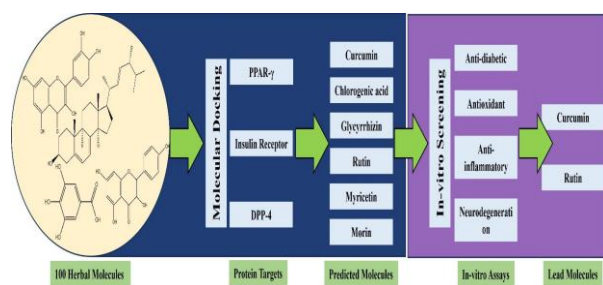 Molecular Docking
PPAR-γ
Insulin Receptor
DPP-4
Curcumin
Chlorogenic acid
Glycyrrhizin
Rutin
Myricetin
Morin
In-vitro Screening
Anti-diabetic
Antioxidant
Anti-
inflammatory
Neurodegenerati
on
Curcumin
Rutin
100 Herbal Molecules
Protein Targets
Predicted Molecules
In-vitro Assays
Lead Molecules